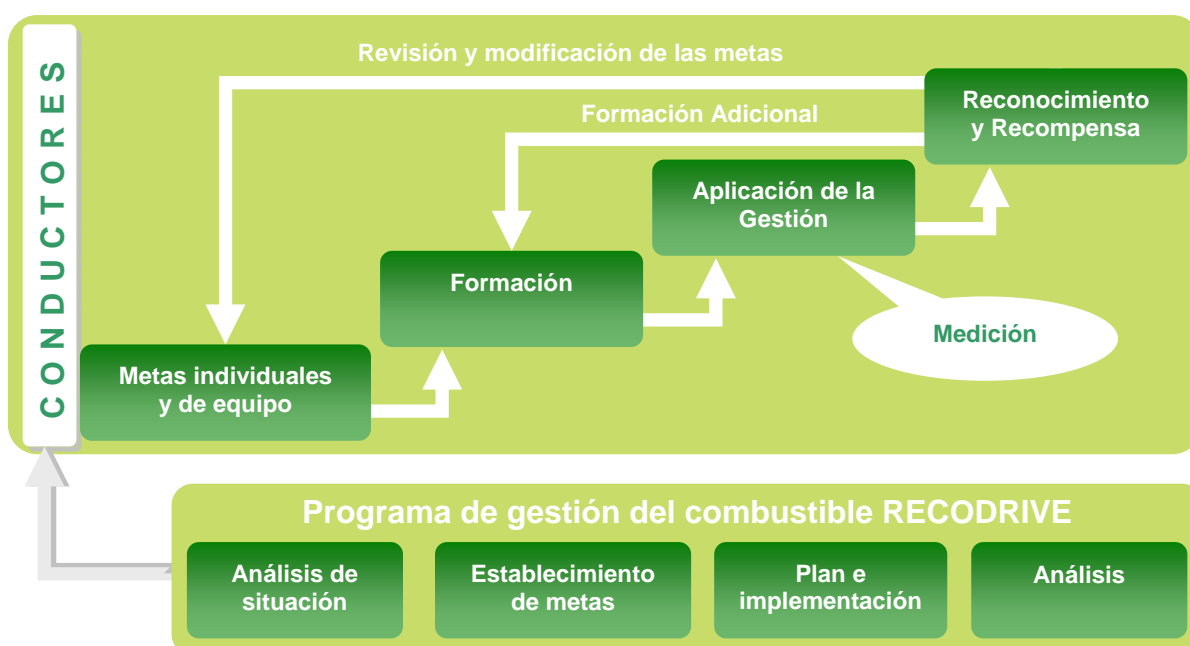 CONDUCTORES
Revisión y modificación de las metas
Reconocimiento
y Recompensa
Formación Adicional
Aplicación de la
Gestión
Formación
Medición
Metas individuales
y de equipo
Programa de gestión del combustible RECODRIVE
Análisis de
situación
Establecimiento
de metas
Plan e
implementación
Análisis